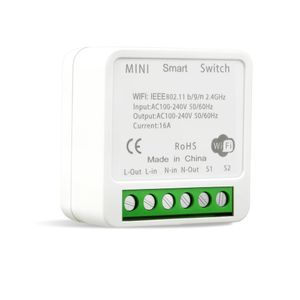 MINI Smart Switch
WiFi: IEEE802.11 b/g/n 2.4GHz
Input:AC100-240V 50/60Hz
Output:AC100-240V 50/60Hz
Current:16A
CE RoHS WiFi
Made in China
L-Out L-in N-in N-Out S1 S2